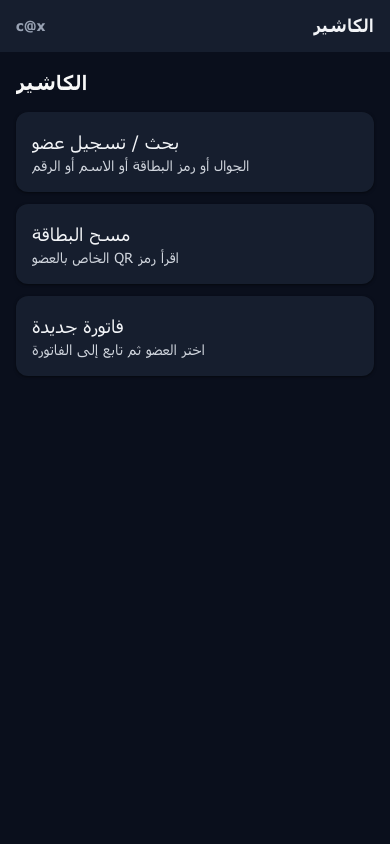 الكاشير
c@x
الكاشير
بحث / تسجيل عضو
الجوال أو رمز البطاقة أو الاسم أو الرقم
مسح البطاقة
اقرأ رمز QR الخاص بالعضو
فاتورة جديدة
اختر العضو ثم تابع إلى الفاتورة